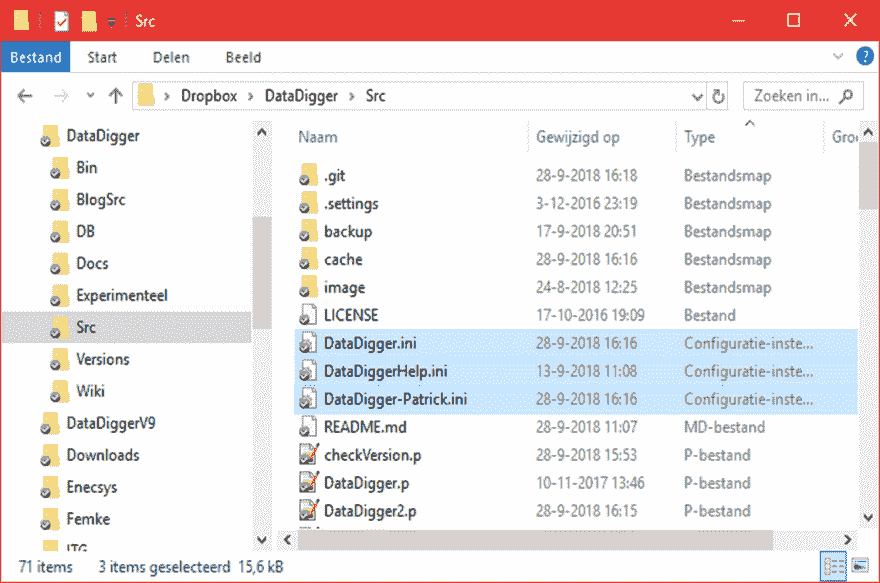 Src
Bestand Start Delen Beeld
Dropbox DataDigger Src Zoeken in...
DataDigger
Bin
BlogSrc
DB
Docs
Experimenteel
Src
Versions
Wiki
DataDiggerV9
Downloads
Enecsys
Femke
ITG
Naam Gewijzigd op Type Groo
.git 28-9-2018 16:18 Bestandsmap
.settings 3-12-2016 23:19 Bestandsmap
backup 17-9-2018 20:51 Bestandsmap
cache 28-9-2018 16:16 Bestandsmap
image 24-8-2018 12:25 Bestandsmap
LICENSE 17-10-2016 19:09 Bestand
DataDigger.ini 28-9-2018 16:16 Configuratie-inste...
DataDiggerHelp.ini 13-9-2018 11:08 Configuratie-inste...
DataDigger-Patrick.ini 28-9-2018 16:16 Configuratie-inste...
README.md 28-9-2018 11:07 MD-bestand
checkVersion.p 28-9-2018 15:53 P-bestand
DataDigger.p 10-11-2017 13:46 P-bestand
DataDigger2.p 28-9-2018 16:15 P-bestand
71 items 3 items geselecteerd 15,6 kB